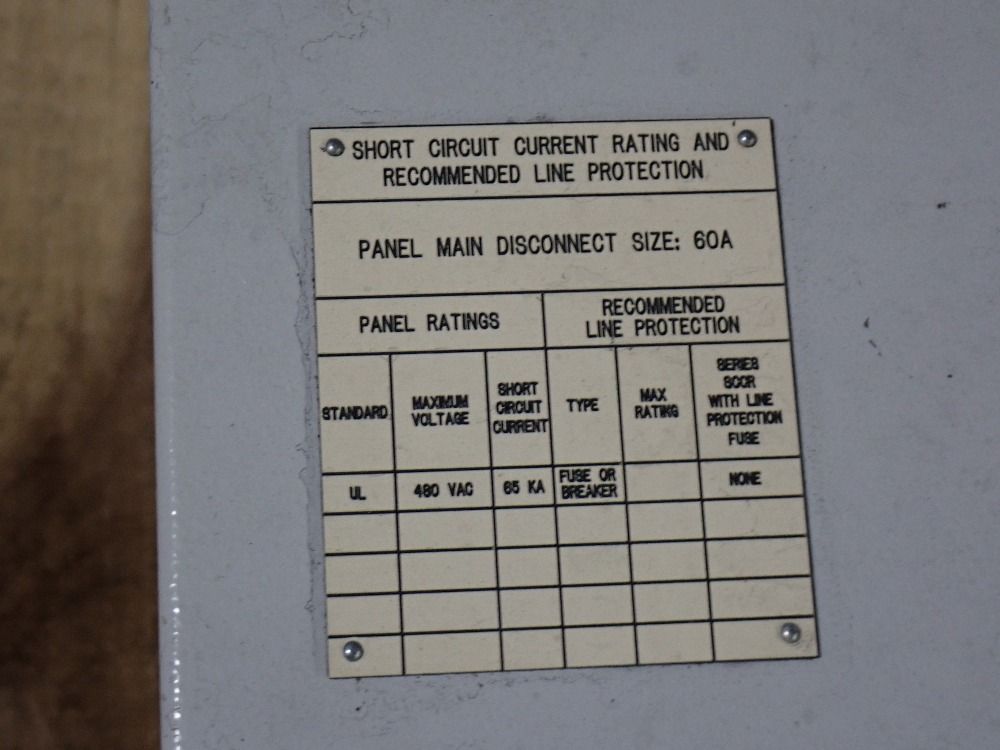 SHORT CIRCUIT CURRENT RATING AND
RECOMMENDED LINE PROTECTION
PANEL MAIN DISCONNECT SIZE: 60A
PANEL RATINGS
RECOMMENDED
LINE PROTECTION
STANDARD
MAXIMUM
VOLTAGE
SHORT
CIRCUIT
CURRENT
TYPE
MAX
RATING
SERIES
SCCR
WITH LINE
PROTECTION
FUSE
UL
480 VAC
65 KA
FUSE OR
BREAKER
NONE